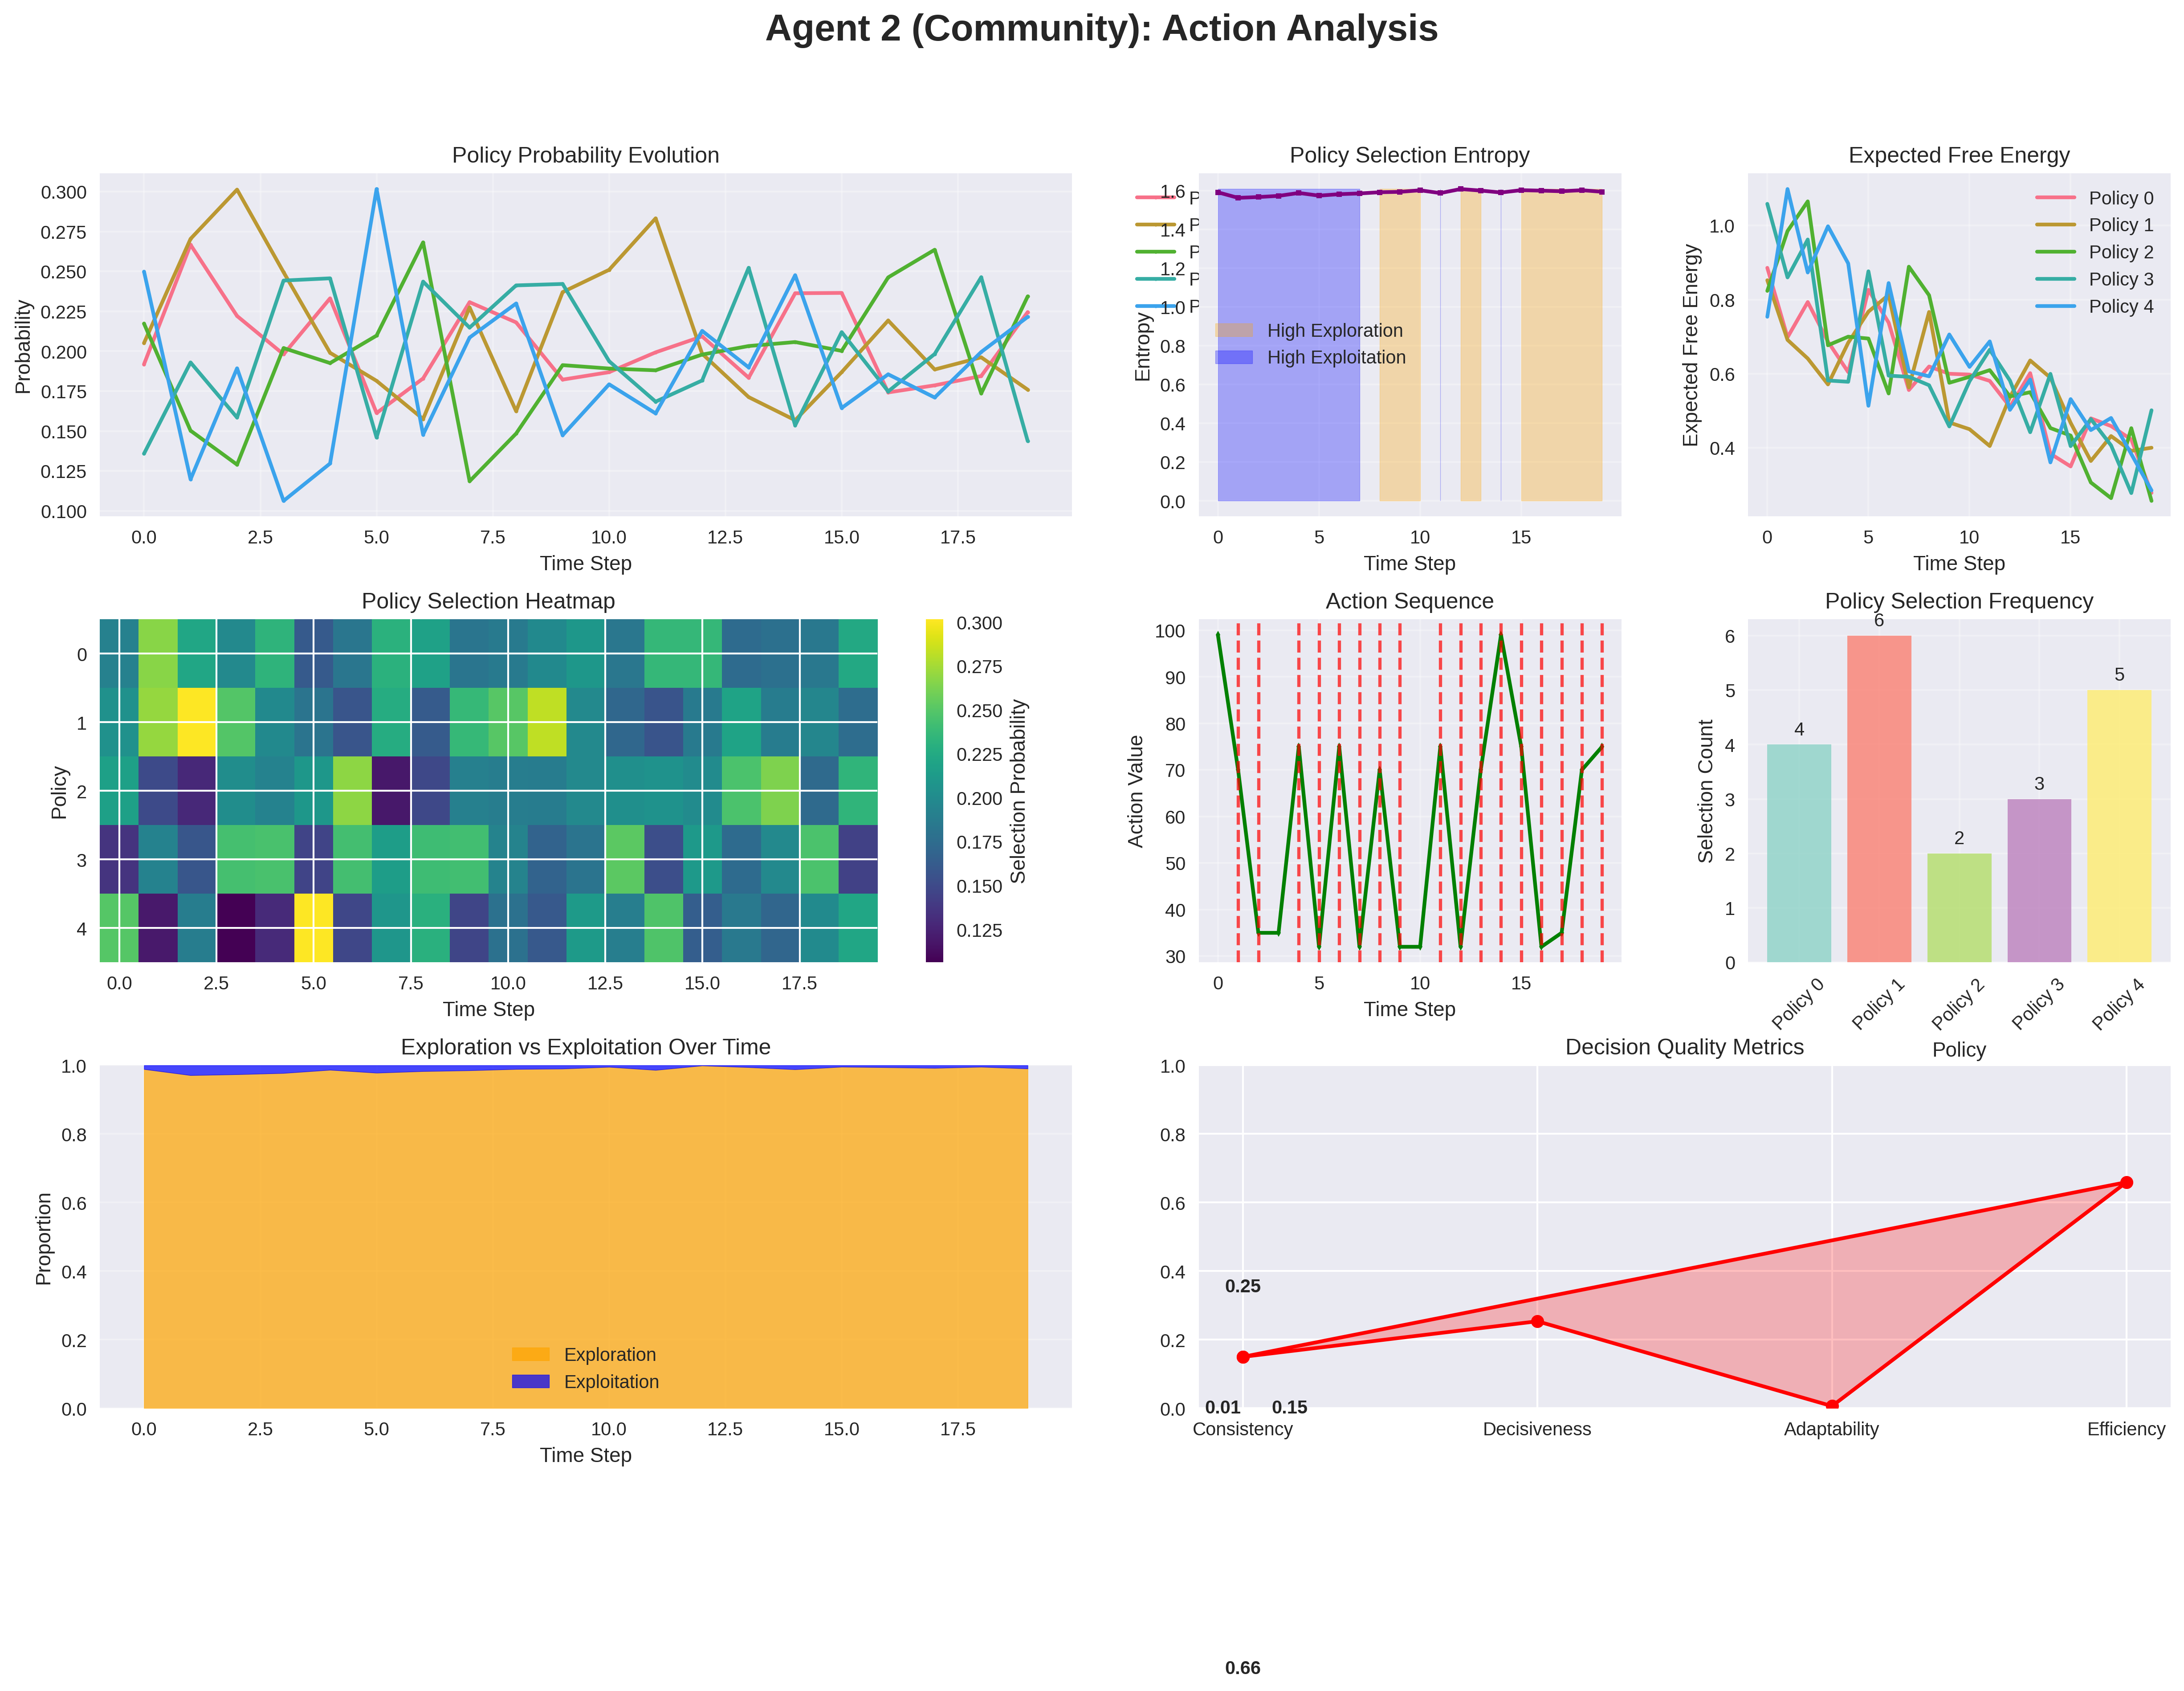 Agent 2 (Community): Action Analysis
Policy Probability Evolution
Probability
0.300
0.275
0.250
0.225
0.200
0.175
0.150
0.125
0.100
0.0 2.5 5.0 7.5 10.0 12.5 15.0 17.5
Time Step
Policy Selection Entropy
Entropy
1.6
1.4
1.2
1.0
0.8
0.6
0.4
0.2
0.0
P
P
P
P
P
High Exploration
High Exploitation
0 5 10 15
Time Step
Expected Free Energy
Expected Free Energy
1.0
0.8
0.6
0.4
Policy 0
Policy 1
Policy 2
Policy 3
Policy 4
0 5 10 15
Time Step
Policy Selection Heatmap
Policy
0
1
2
3
4
0.0 2.5 5.0 7.5 10.0 12.5 15.0 17.5
Time Step
0.300
0.275
0.250
0.225
0.200
0.175
0.150
0.125
Selection Probability
Action Sequence
Action Value
100
90
80
70
60
50
40
30
0 5 10 15
Time Step
Policy Selection Frequency
Selection Count
6
5
4
3
2
1
0
4
6
2
3
5
Policy 0
Policy 1
Policy 2
Policy 3
Policy 4
Policy
Exploration vs Exploitation Over Time
Proportion
1.0
0.8
0.6
0.4
0.2
0.0
Exploration
Exploitation
0.0 2.5 5.0 7.5 10.0 12.5 15.0 17.5
Time Step
Decision Quality Metrics
1.0
0.8
0.6
0.4
0.2
0.0
0.25
0.01 0.15
Consistency Decisiveness Adaptability Efficiency
0.66